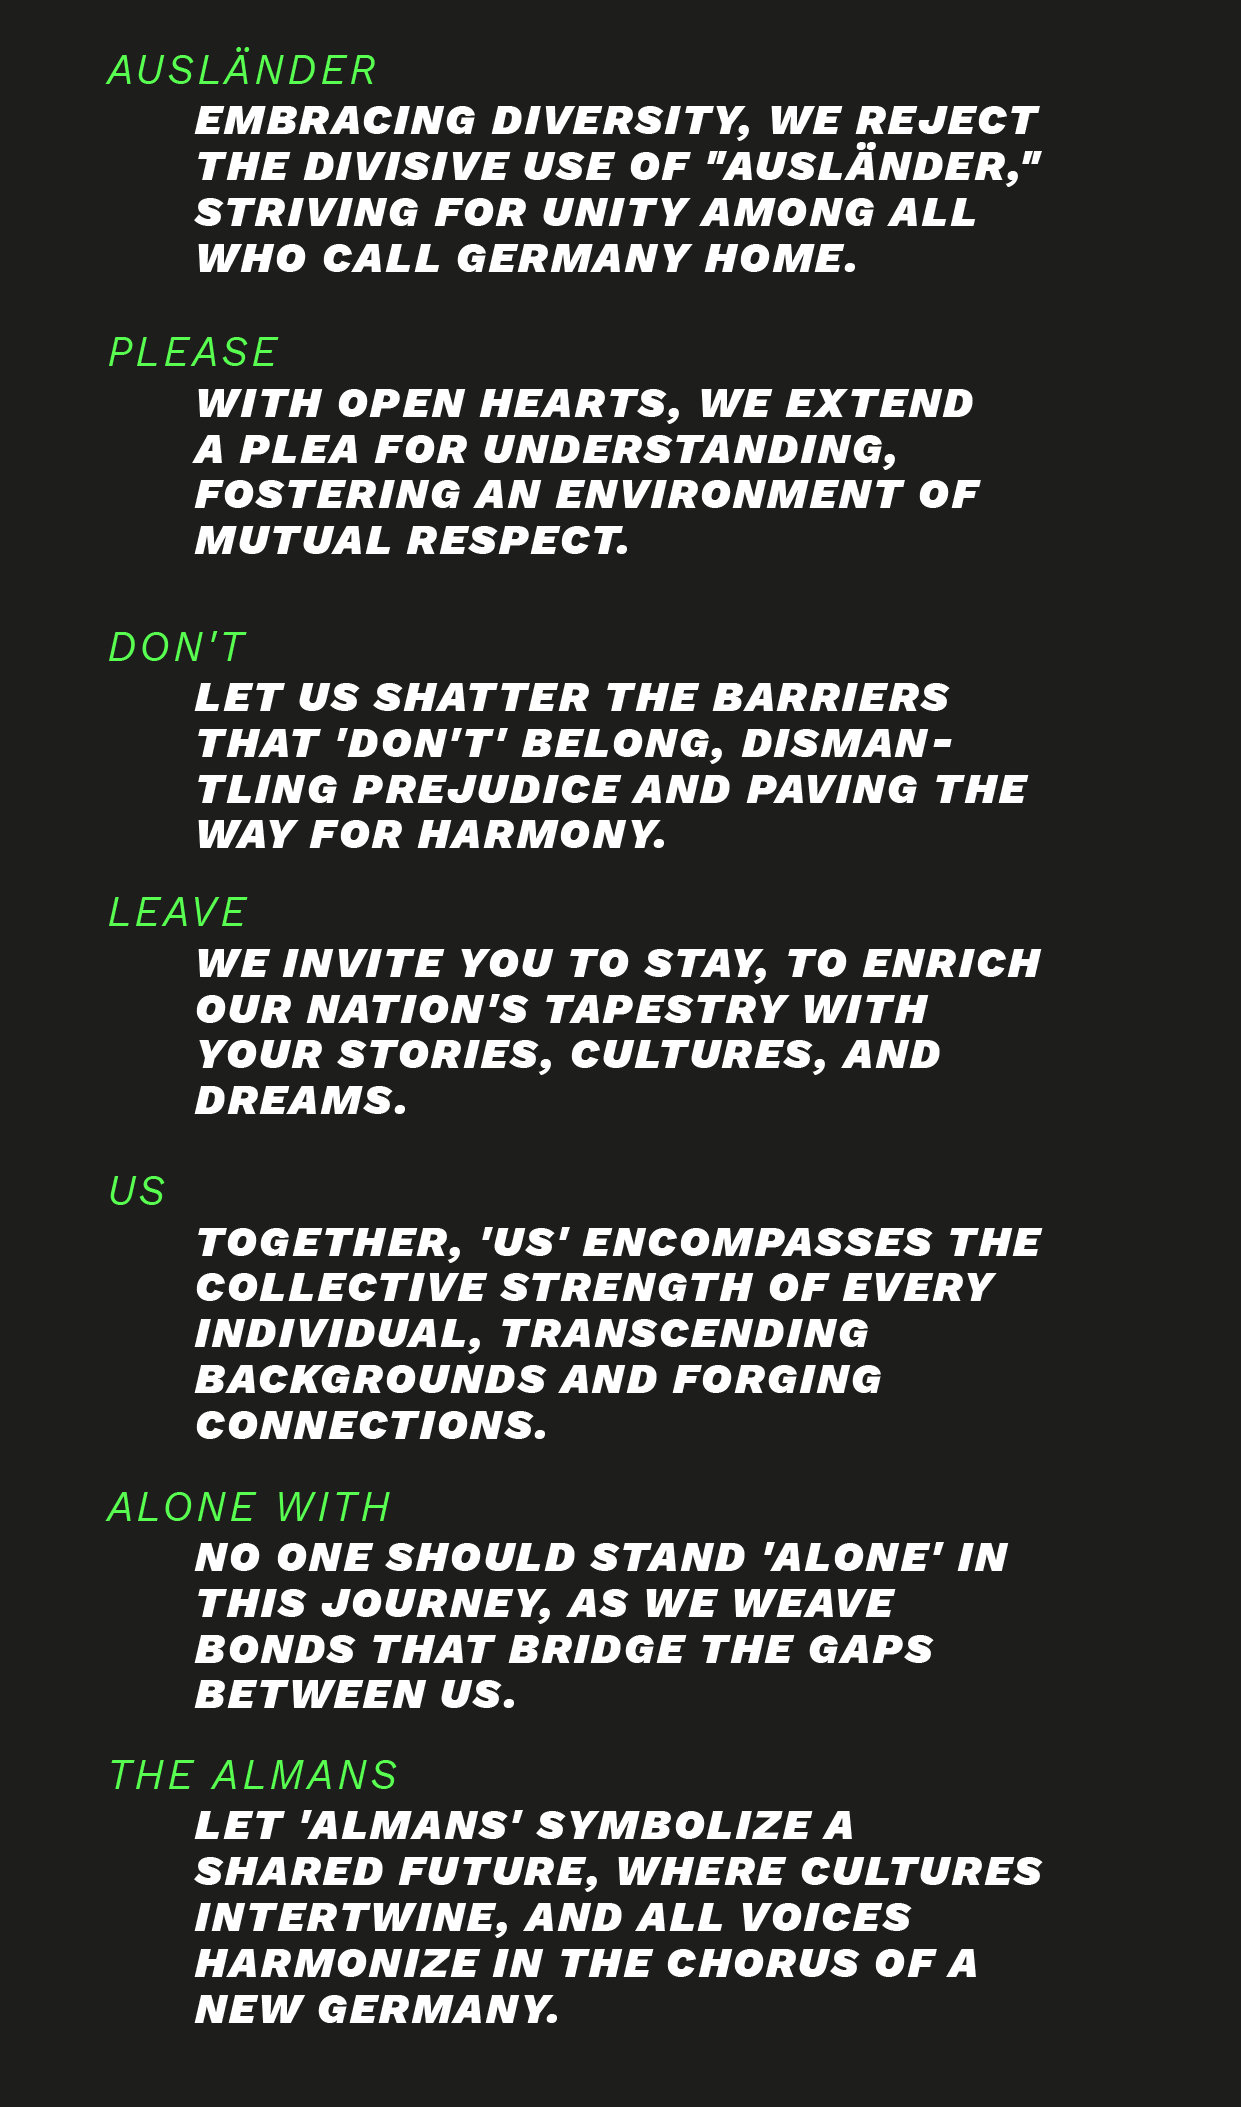 AUSLÄNDER
EMBRACING DIVERSITY, WE REJECT
THE DIVISIVE USE OF "AUSLÄNDER,"
STRIVING FOR UNITY AMONG ALL
WHO CALL GERMANY HOME.
PLEASE
WITH OPEN HEARTS, WE EXTEND
A PLEA FOR UNDERSTANDING,
FOSTERING AN ENVIRONMENT OF
MUTUAL RESPECT.
DON'T
LET US SHATTER THE BARRIERS
THAT 'DON'T' BELONG, DISMAN-
TLING PREJUDICE AND PAVING THE
WAY FOR HARMONY.
LEAVE
WE INVITE YOU TO STAY, TO ENRICH
OUR NATION'S TAPESTRY WITH
YOUR STORIES, CULTURES, AND
DREAMS.
US
TOGETHER, 'US' ENCOMPASSES THE
COLLECTIVE STRENGTH OF EVERY
INDIVIDUAL, TRANSCENDING
BACKGROUNDS AND FORGING
CONNECTIONS.
ALONE WITH
NO ONE SHOULD STAND 'ALONE' IN
THIS JOURNEY, AS WE WEAVE
BONDS THAT BRIDGE THE GAPS
BETWEEN US.
THE ALMANS
LET 'ALMANS' SYMBOLIZE A
SHARED FUTURE, WHERE CULTURES
INTERTWINE, AND ALL VOICES
HARMONIZE IN THE CHORUS OF A
NEW GERMANY.